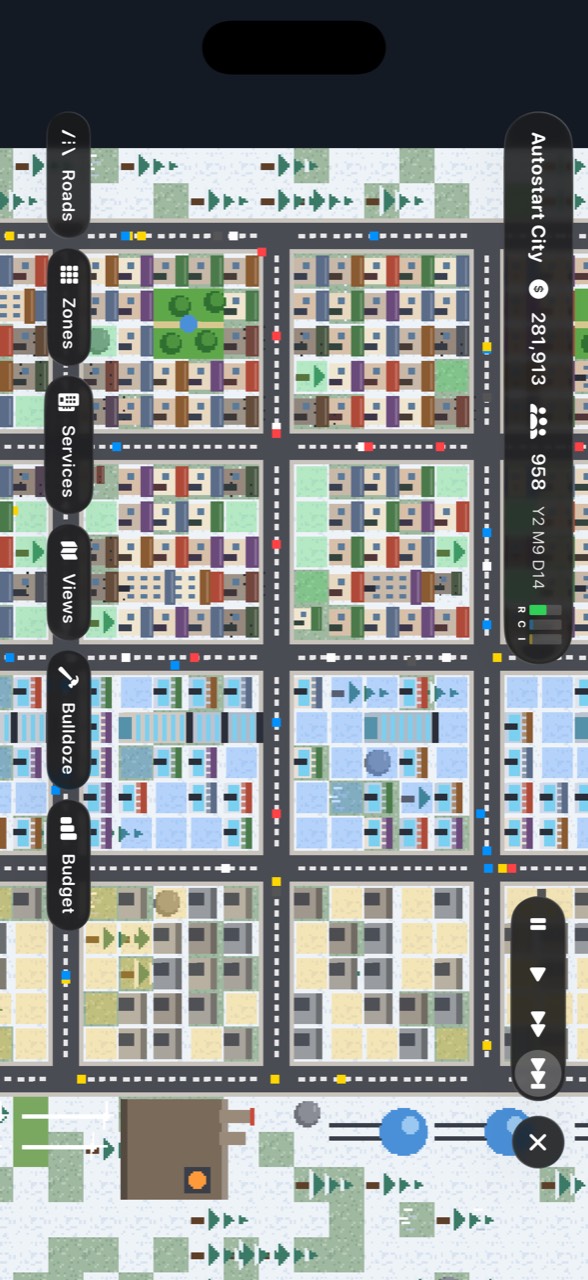 Autostart City $ 281,913 958 Y2 M9 D14
R
C
I
Roads
Zones
Services
Views
Bulldoze
Budget